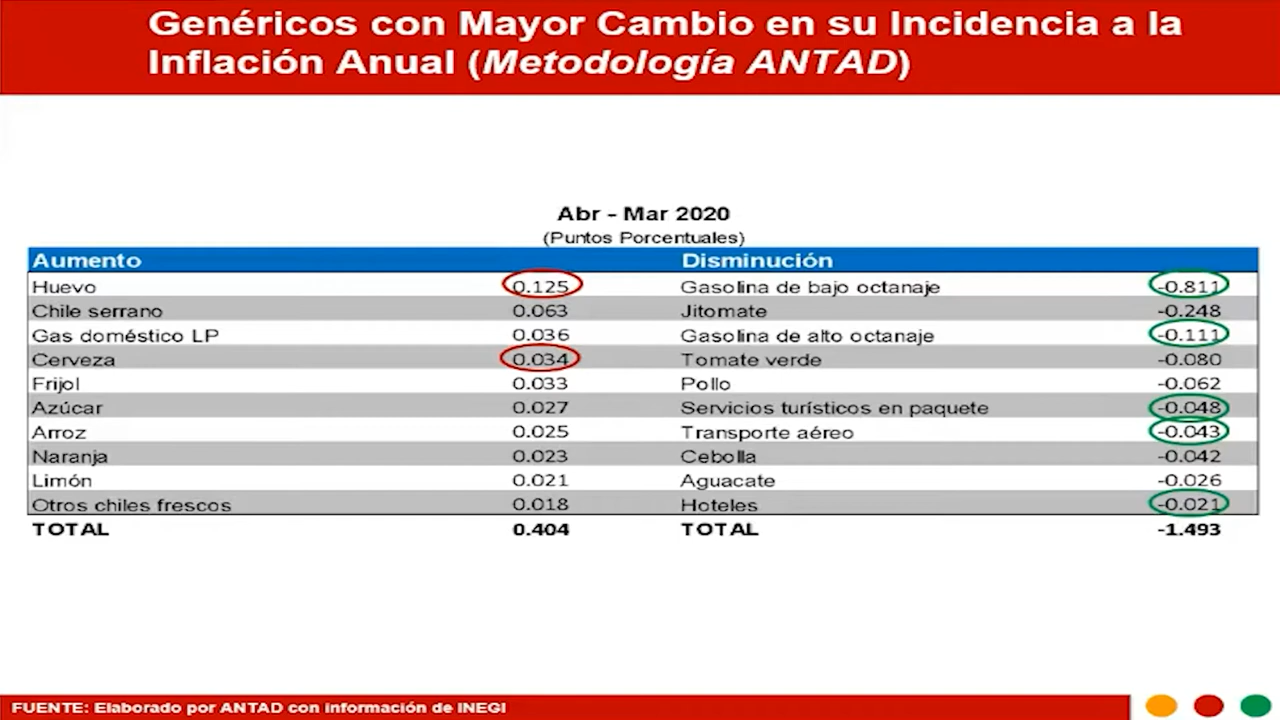 Genéricos con Mayor Cambio en su Incidencia a la
Inflación Anual (Metodología ANTAD)
Abr - Mar 2020
(Puntos Porcentuales)
Aumento Disminución
Huevo 0.125 Gasolina de bajo octanaje -0.811
Chile serrano 0.063 Jitomate -0.248
Gas doméstico LP 0.036 Gasolina de alto octanaje -0.111
Cerveza 0.034 Tomate verde -0.080
Frijol 0.033 Pollo -0.062
Azúcar 0.027 Servicios turísticos en paquete -0.048
Arroz 0.025 Transporte aéreo -0.043
Naranja 0.023 Cebolla -0.042
Limón 0.021 Aguacate -0.026
Otros chiles frescos 0.018 Hoteles -0.021
TOTAL 0.404 TOTAL -1.493
FUENTE: Elaborado por ANTAD con información de INEGI